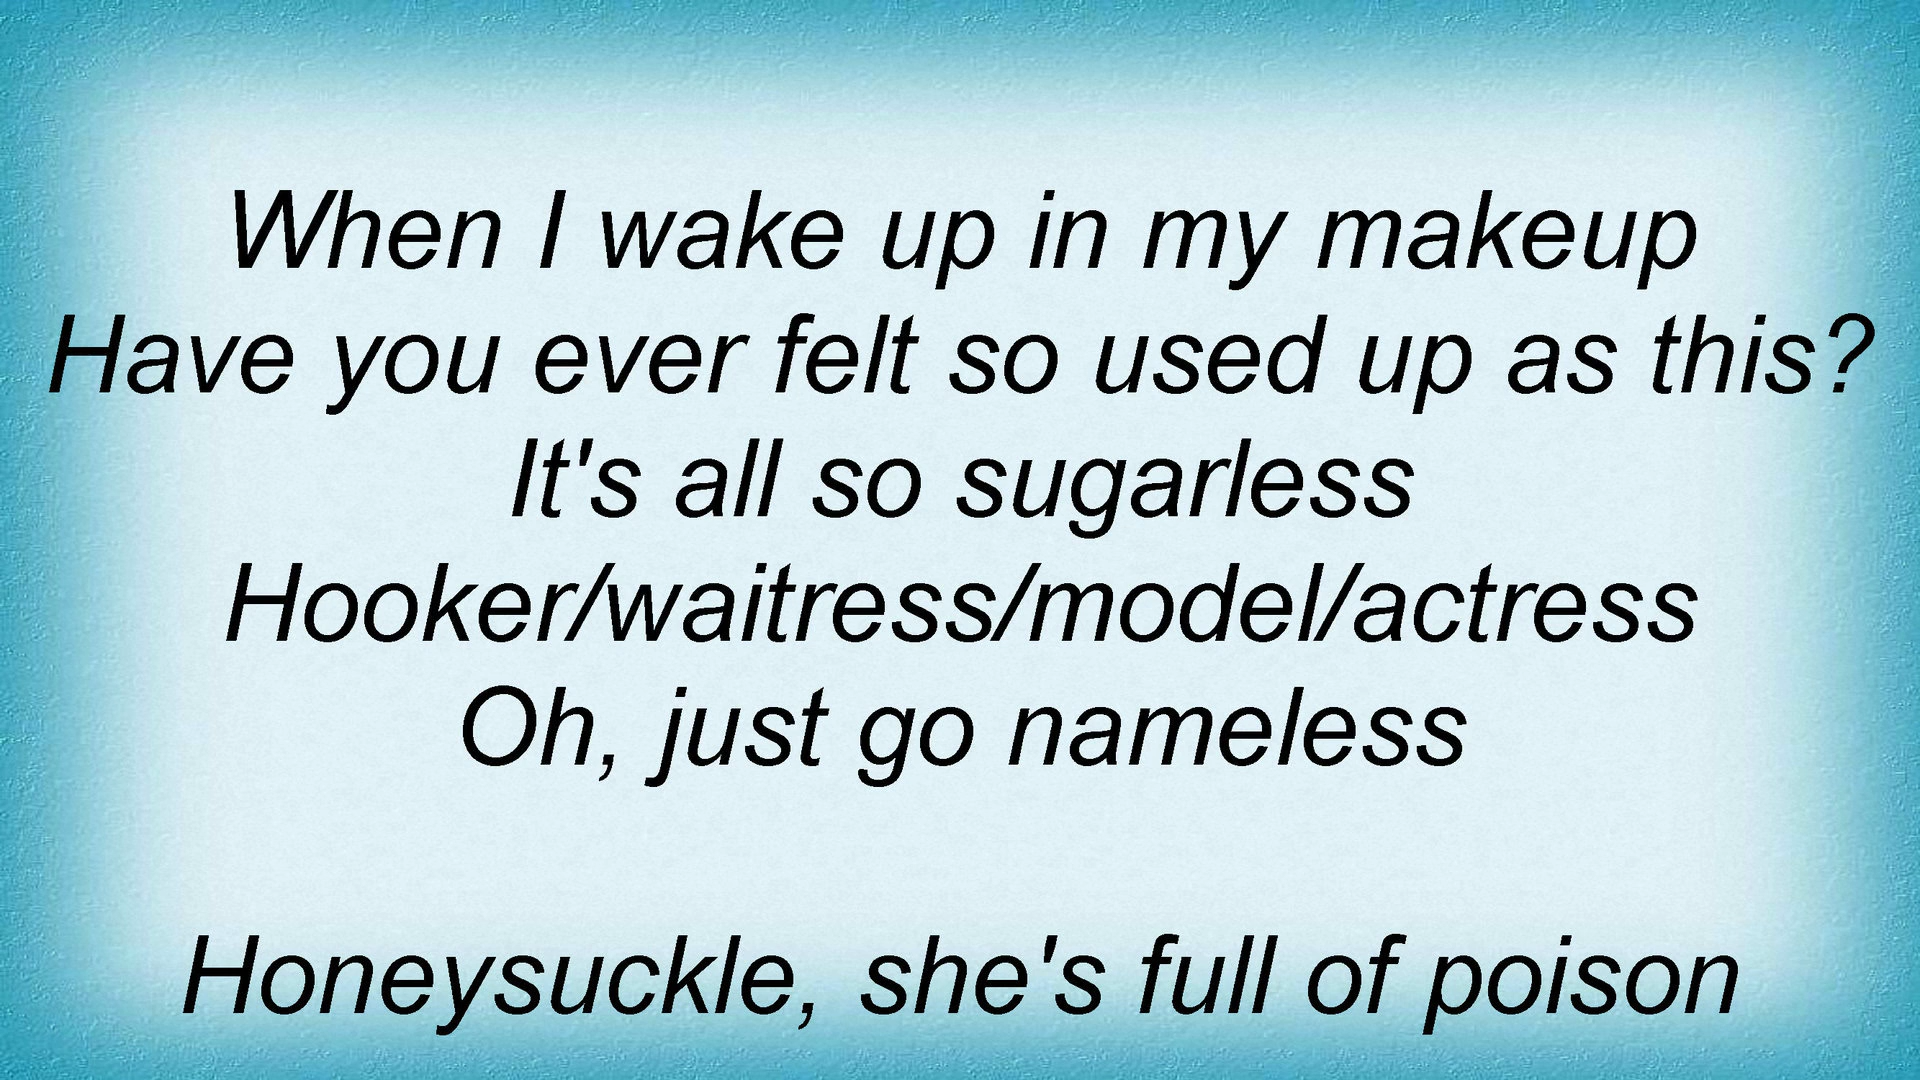 When I wake up in my makeup
Have you ever felt so used up as this?
It's all so sugarless
Hooker/waitress/model/actress
Oh, just go nameless
Honeysuckle, she's full of poison